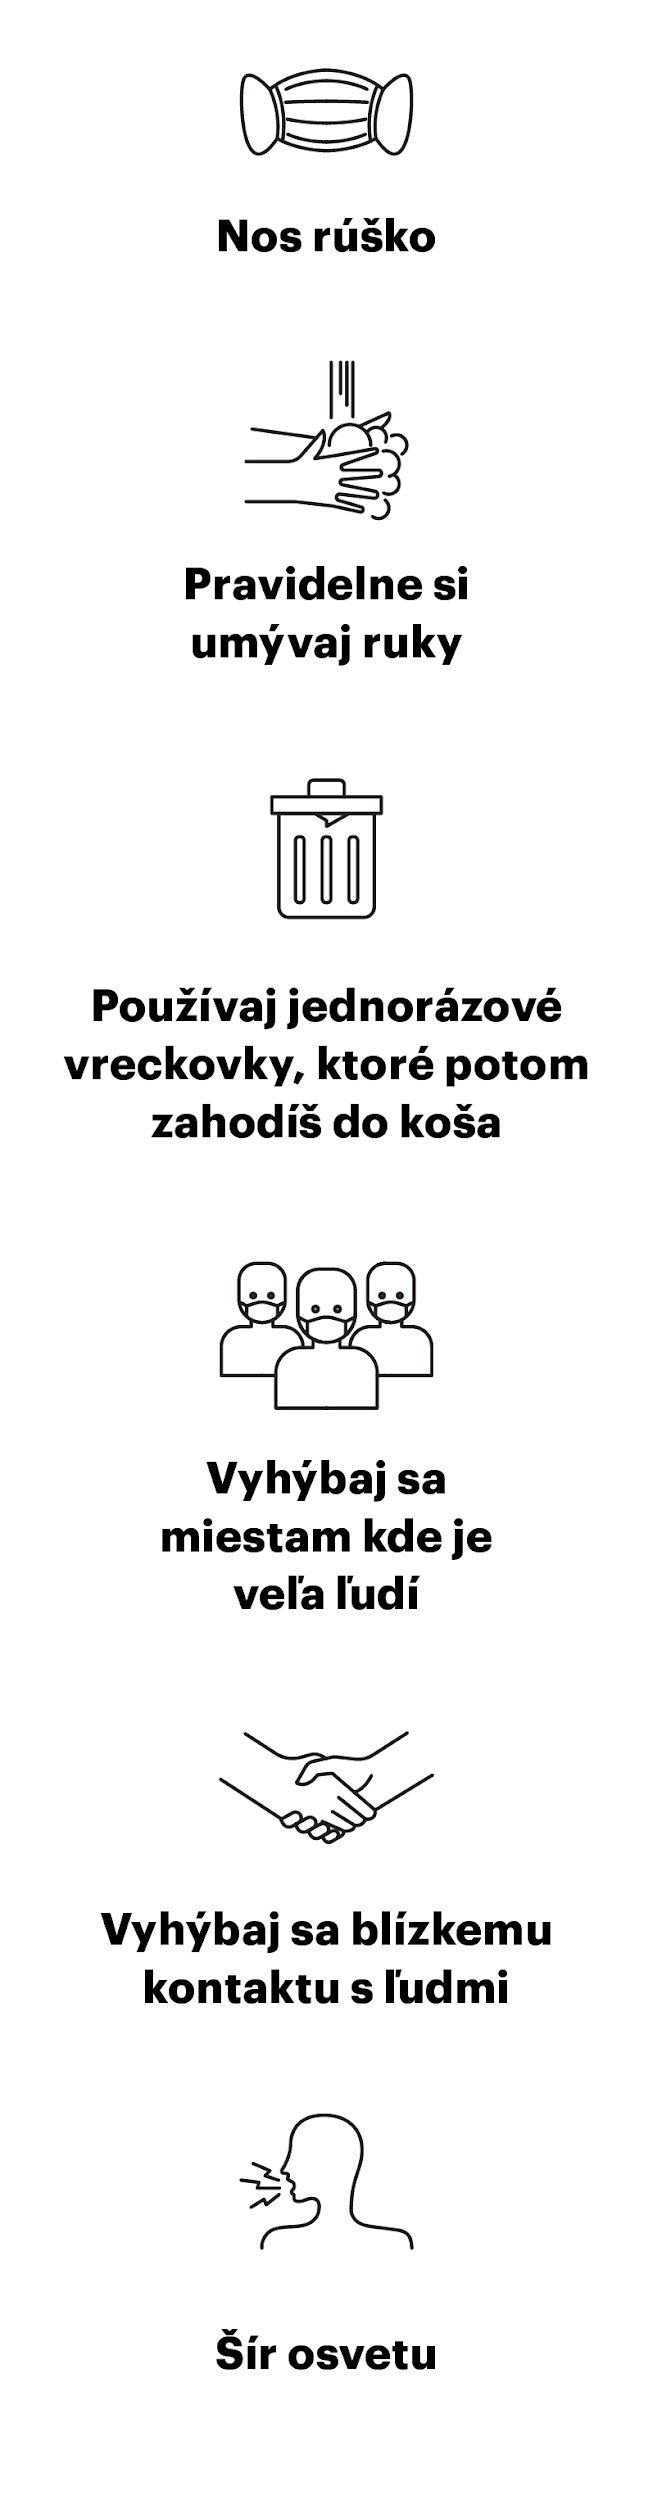 Nos rúško
Pravidelne si
umývaj ruky
Používaj jednorázové
vreckovky, ktoré potom
zahodíš do koša
Vyhýbaj sa
miestam kde je
veľa ľudí
Vyhýbaj sa blízkemu
kontaktu s ľudmi
Šír osvetu